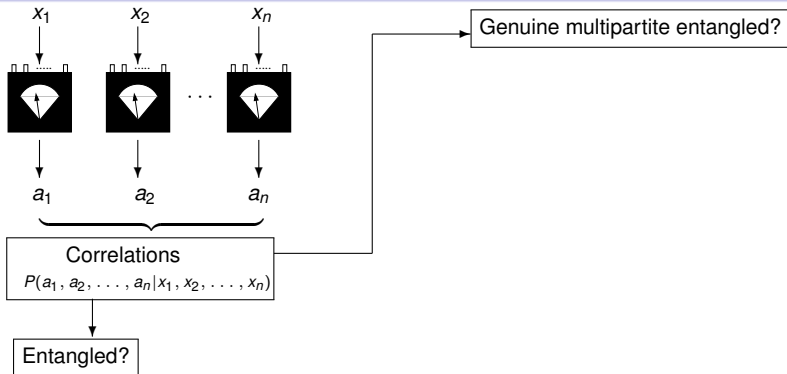 x1 x2 xn
Genuine multipartite entangled?
..... ..... .....
. . .
a1 a2 an
Correlations
P(a1, a2, . . . , an|x1, x2, . . . , xn)
Entangled?